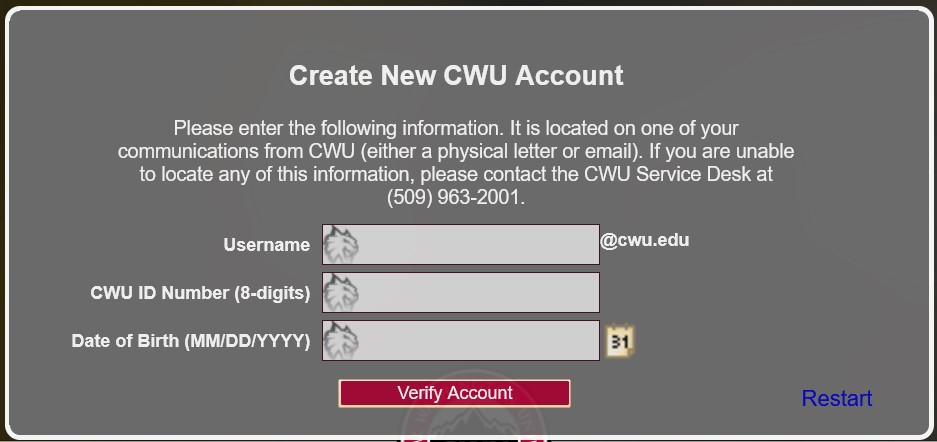 Create New CWU Account
Please enter the following information. It is located on one of your
communications from CWU (either a physical letter or email). If you are unable
to locate any of this information, please contact the CWU Service Desk at
(509) 963-2001.
Username @cwu.edu
CWU ID Number (8-digits)
Date of Birth (MM/DD/YYYY) 31
Verify Account
Restart